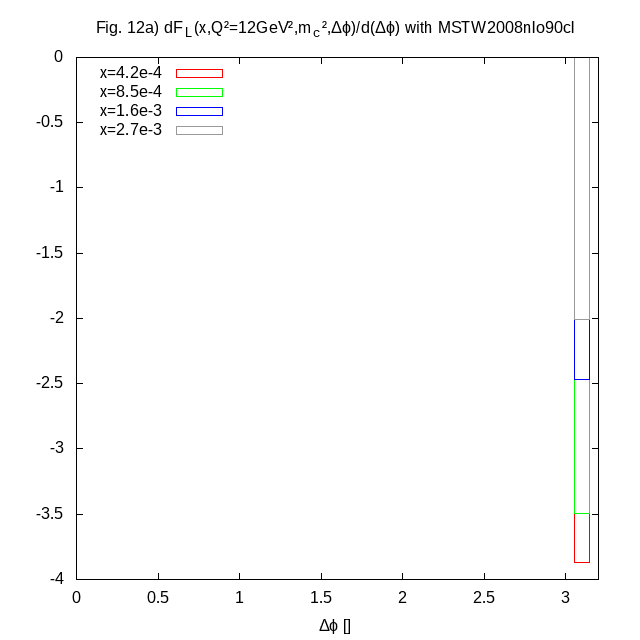 Fig. 12a) dF_L(x,Q²=12GeV²,m_c²,Δϕ)/d(Δϕ) with MSTW2008nlo90cl
x=4.2e-4
x=8.5e-4
x=1.6e-3
x=2.7e-3
0
-0.5
-1
-1.5
-2
-2.5
-3
-3.5
-4
0 0.5 1 1.5 2 2.5 3
Δϕ []